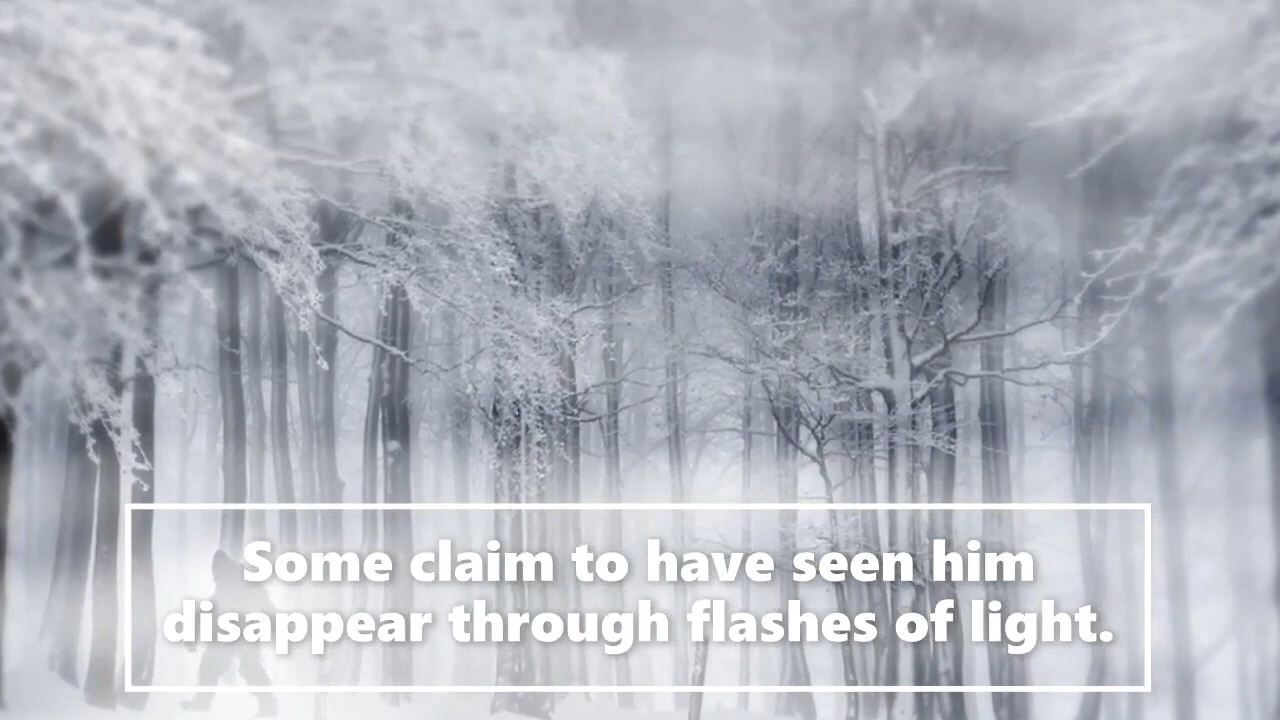 Some claim to have seen him
disappear through flashes of light.